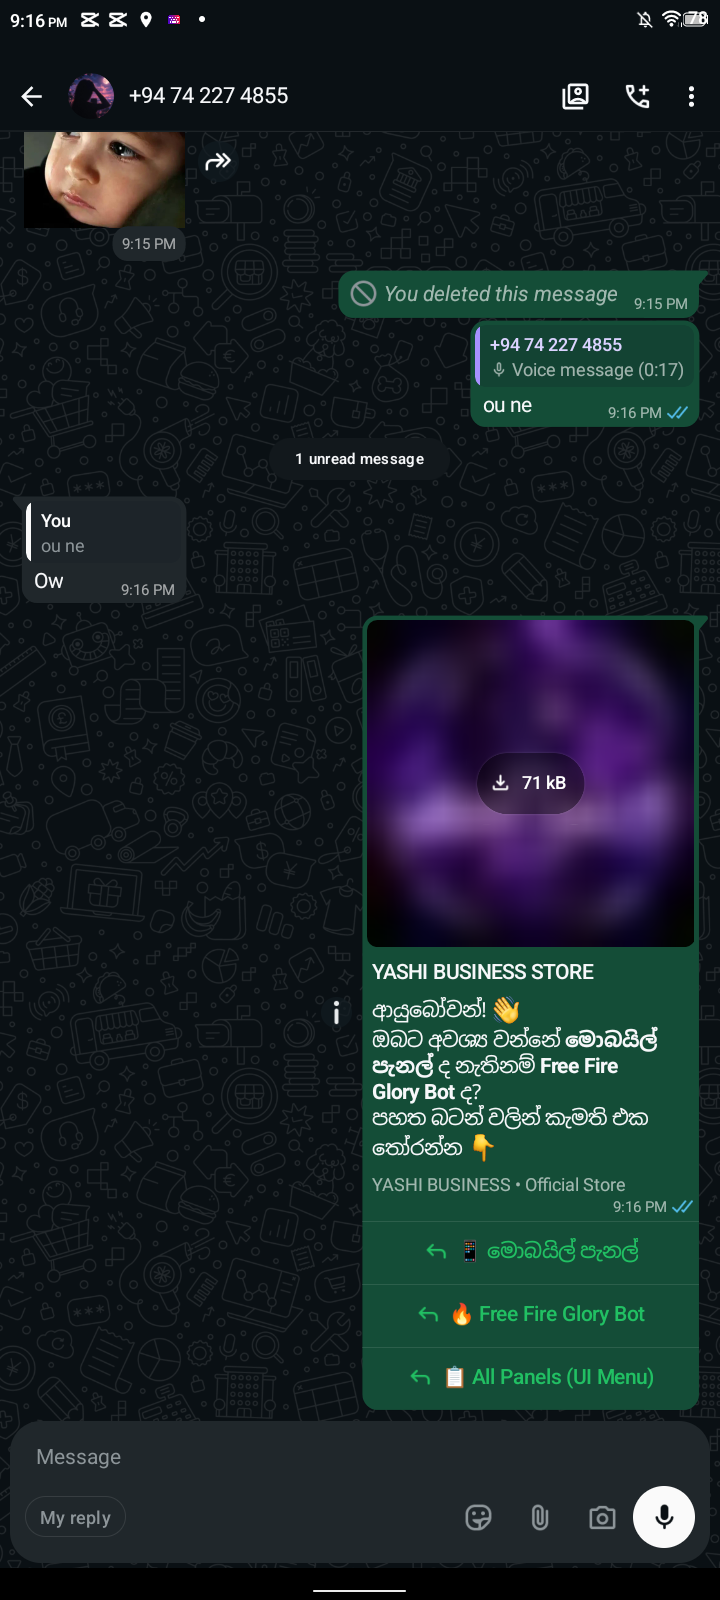 9:16 PM
78
+94 74 227 4855
9:15 PM
You deleted this message 9:15 PM
+94 74 227 4855
Voice message (0:17)
ou ne 9:16 PM
1 unread message
You
ou ne
Ow 9:16 PM
71 kB
YASHI BUSINESS STORE
ආයුබෝවන්! 👋
ඔබට අවශ්‍ය වන්නේ මොබයිල්
පැනල් ද නැතිනම් Free Fire
Glory Bot ද?
පහත බටන් වලින් කැමති එක
තෝරන්න 👇
YASHI BUSINESS • Official Store
9:16 PM
📱 මොබයිල් පැනල්
🔥 Free Fire Glory Bot
📋 All Panels (UI Menu)
Message
My reply